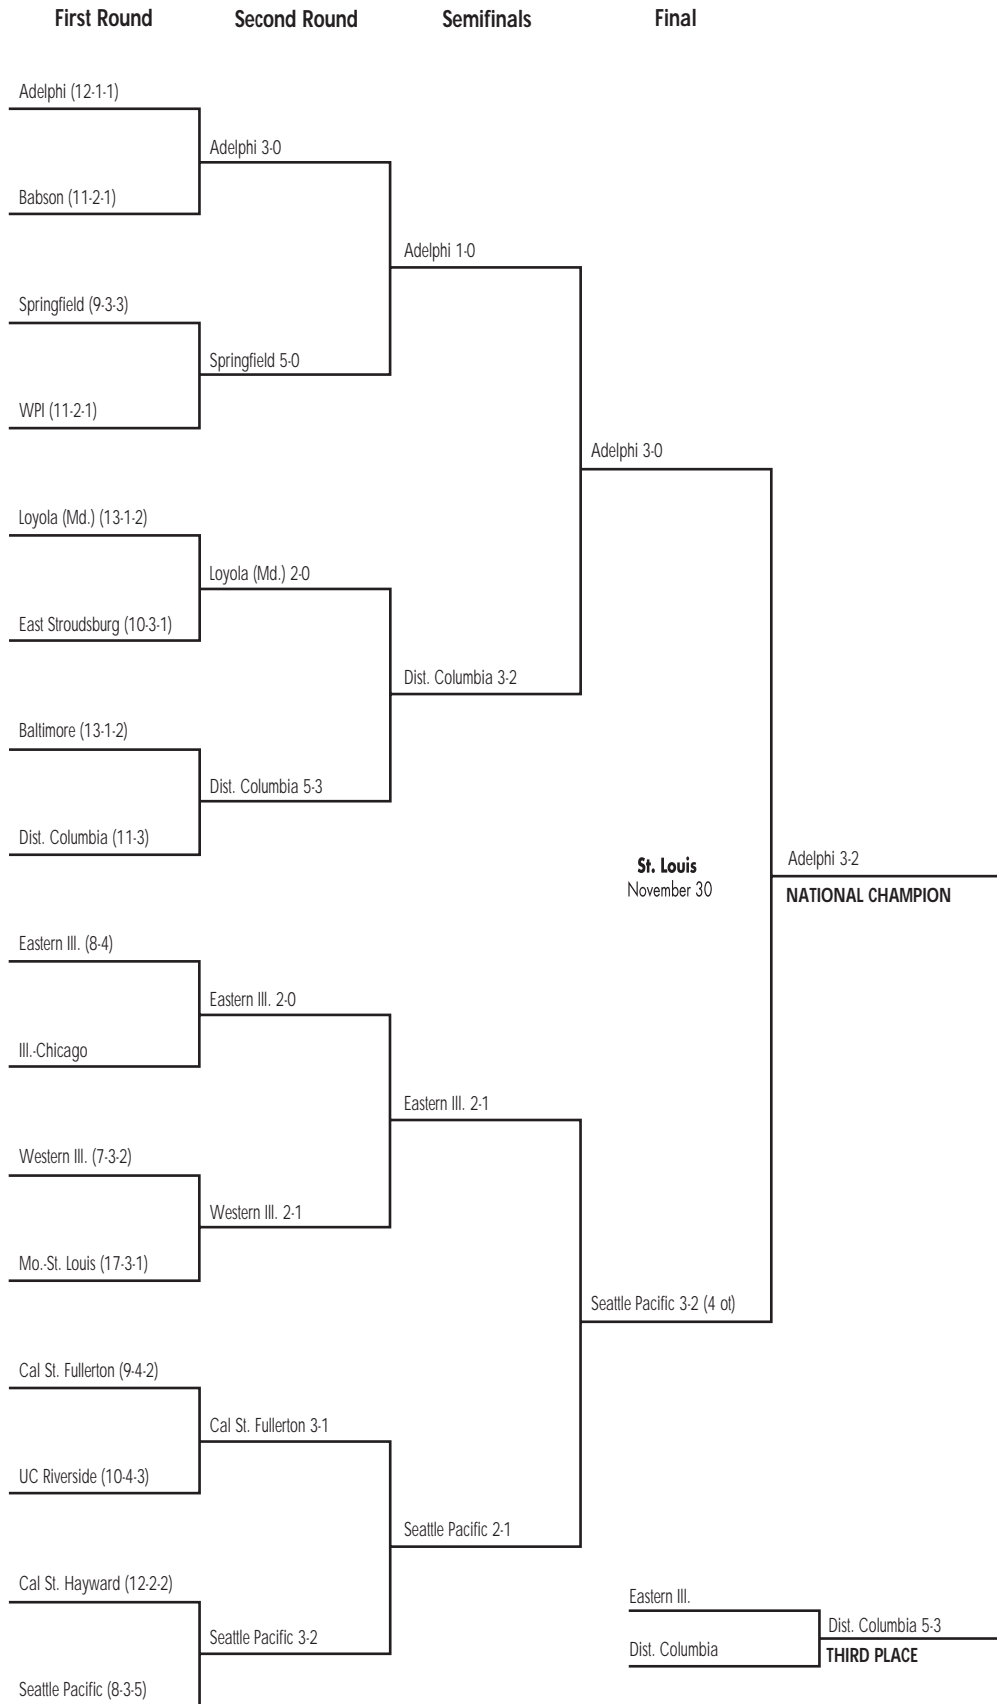 First Round
Second Round
Semifinals
Final
Adelphi (12-1-1)
Adelphi 3-0
Babson (11-2-1)
Adelphi 1-0
Springfield (9-3-3)
Springfield 5-0
WPI (11-2-1)
Adelphi 3-0
Loyola (Md.) (13-1-2)
Loyola (Md.) 2-0
East Stroudsburg (10-3-1)
Dist. Columbia 3-2
Baltimore (13-1-2)
Dist. Columbia 5-3
Dist. Columbia (11-3)
St. Louis
November 30
Adelphi 3-2
NATIONAL CHAMPION
Eastern Ill. (8-4)
Eastern Ill. 2-0
Ill.-Chicago
Eastern Ill. 2-1
Western Ill. (7-3-2)
Western Ill. 2-1
Mo.-St. Louis (17-3-1)
Seattle Pacific 3-2 (4 ot)
Cal St. Fullerton (9-4-2)
Cal St. Fullerton 3-1
UC Riverside (10-4-3)
Seattle Pacific 2-1
Cal St. Hayward (12-2-2)
Seattle Pacific 3-2
Seattle Pacific (8-3-5)
Eastern Ill.
Dist. Columbia 5-3
Dist. Columbia
THIRD PLACE